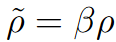 ρ̃ = βρ